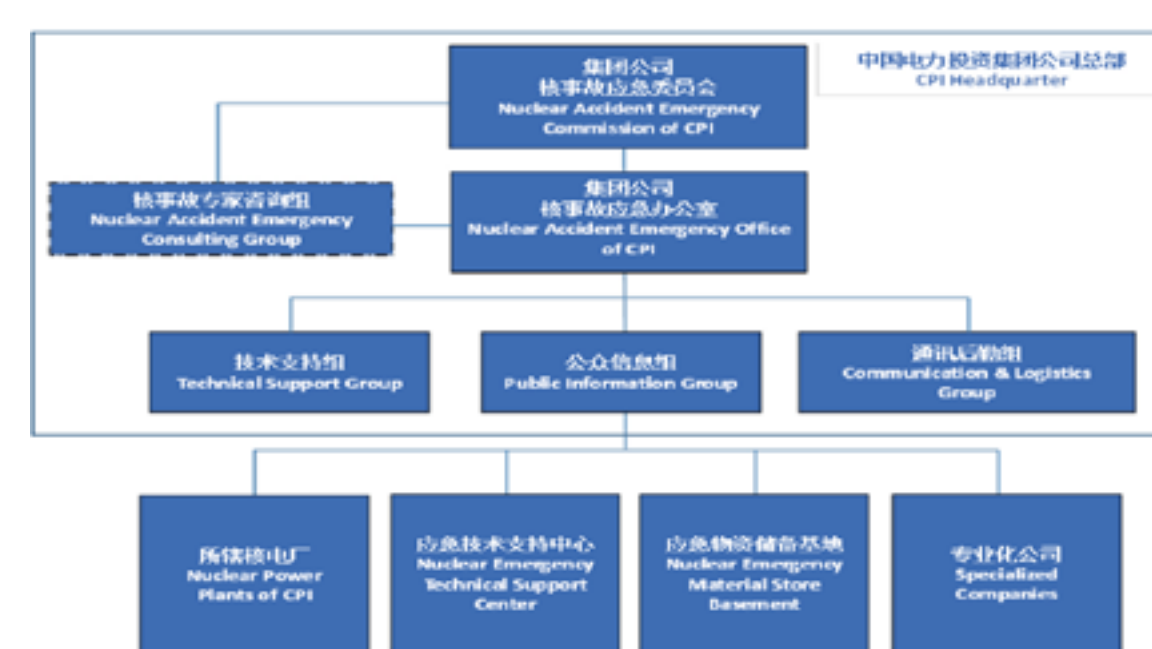 集团公司
核事故应急委员会
Nuclear Accident Emergency
Commission of CPI
中国电力投资集团公司总部
CPI Headquarter
核事故专家咨询组
Nuclear Accident Emergency
Consulting Group
集团公司
核事故应急办公室
Nuclear Accident Emergency Office
of CPI
技术支持组
Technical Support Group
公众信息组
Public Information Group
通讯后勤组
Communication & Logistics
Group
所辖核电厂
Nuclear Power
Plants of CPI
应急技术支持中心
Nuclear Emergency
Technical Support
Center
应急物资储备基地
Nuclear Emergency
Material Store
Basement
专业化公司
Specialized
Companies